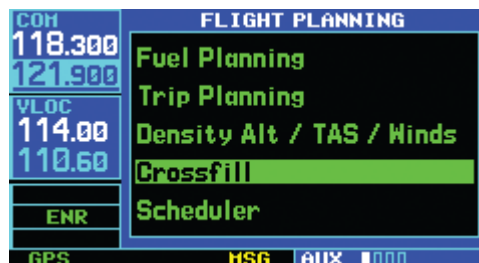 COM
118.300
121.900
VLOC
114.00
110.60
ENR
GPS
FLIGHT PLANNING
Fuel Planning
Trip Planning
Density Alt / TAS / Winds
Crossfill
Scheduler
MSG
AUX